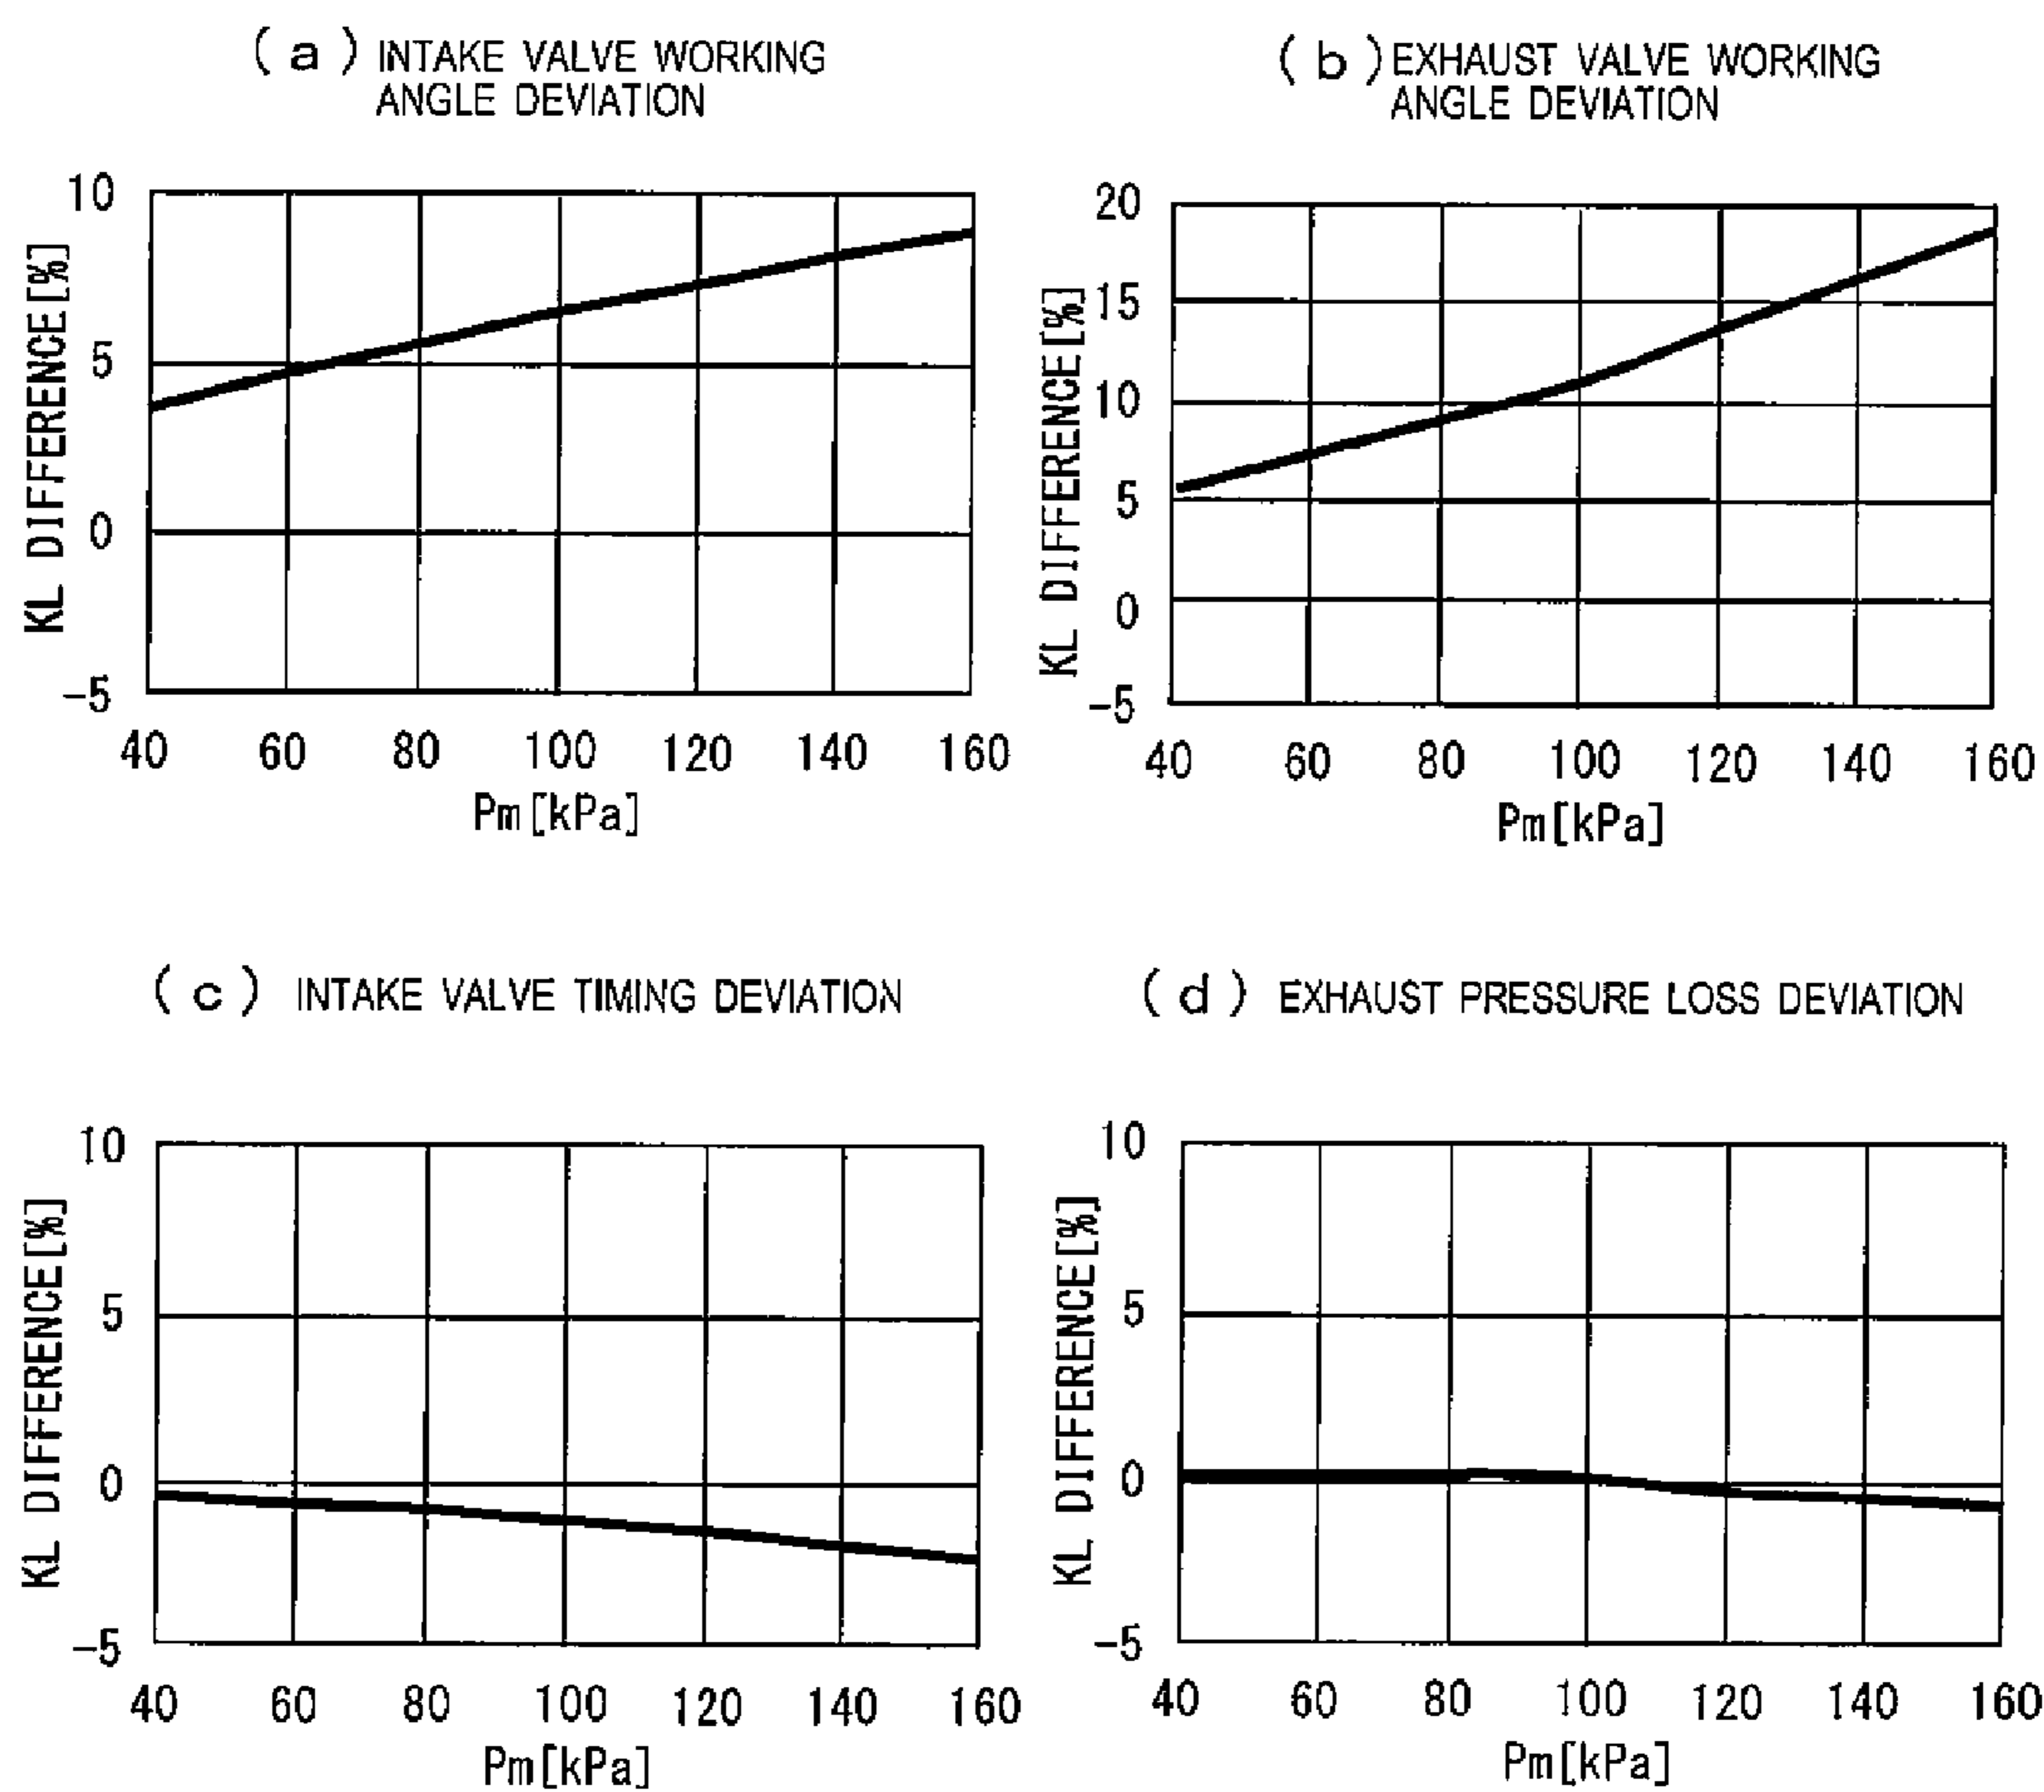 (a) INTAKE VALVE WORKING
ANGLE DEVIATION
10
5
0
-5
KL DIFFERENCE[%]
40 60 80 100 120 140 160
Pm[kPa]
(b) EXHAUST VALVE WORKING
ANGLE DEVIATION
20
15
10
5
0
-5
KL DIFFERENCE[%]
40 60 80 100 120 140 160
Pm[kPa]
(c) INTAKE VALVE TIMING DEVIATION
10
5
0
-5
KL DIFFERENCE[%]
40 60 80 100 120 140 160
Pm[kPa]
(d) EXHAUST PRESSURE LOSS DEVIATION
10
5
0
-5
KL DIFFERENCE[%]
40 60 80 100 120 140 160
Pm[kPa]